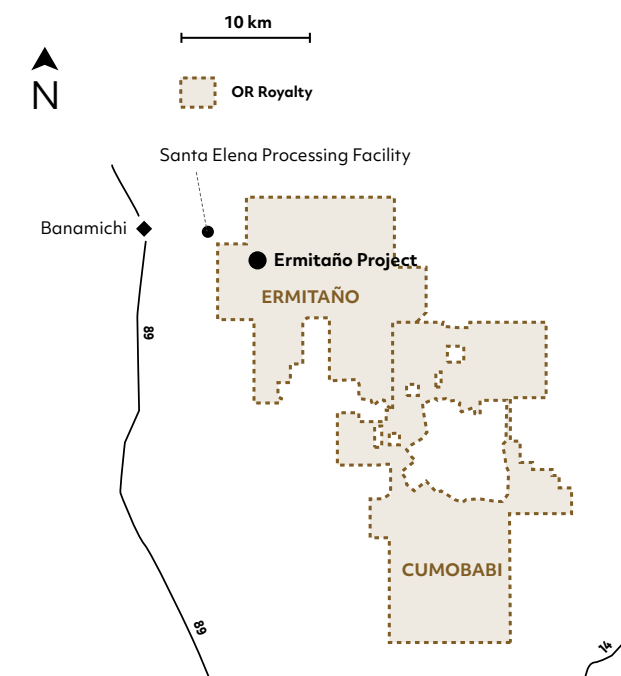 10 km
N
OR Royalty
Santa Elena Processing Facility
Banamichi
Ermitaño Project
ERMITAÑO
89
CUMOBABI
89
14